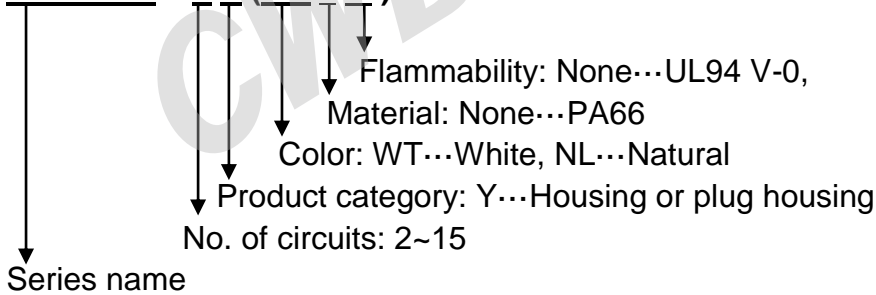 Flammability: None···UL94 V-0,
Material: None···PA66
Color: WT···White, NL···Natural
Product category: Y···Housing or plug housing
No. of circuits: 2~15
Series name